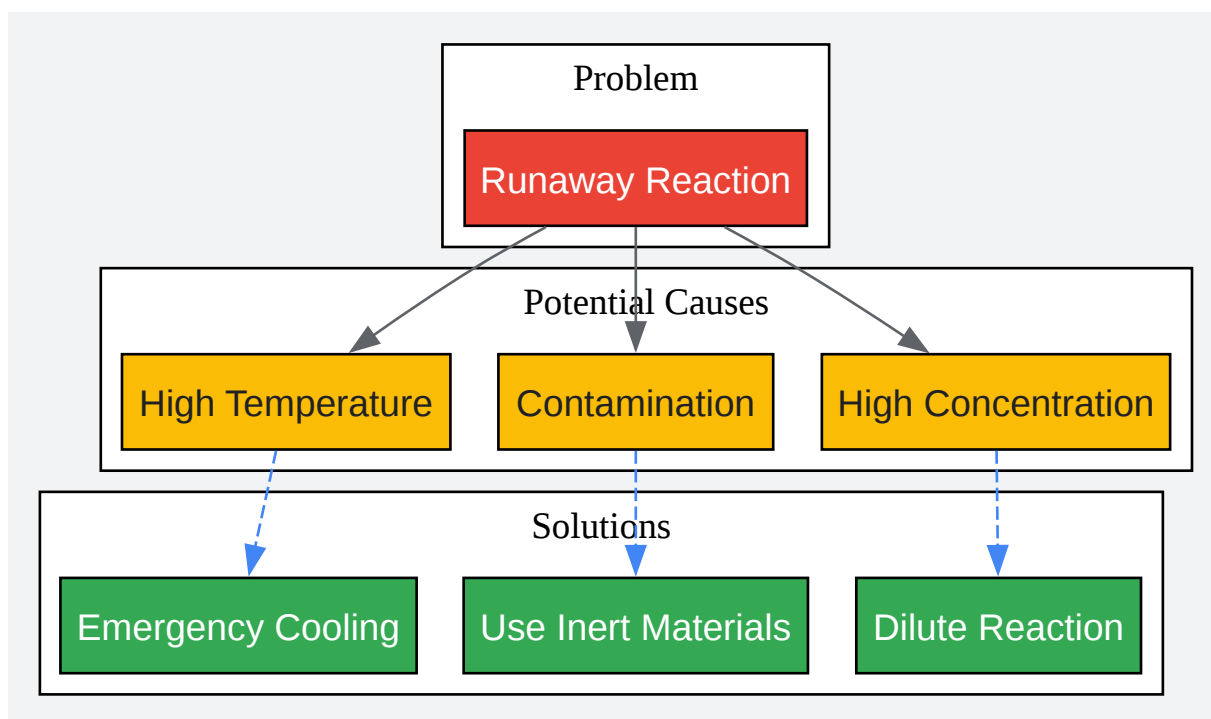 Problem
Runaway Reaction
Potential Causes
High Temperature
Contamination
High Concentration
Solutions
Emergency Cooling
Use Inert Materials
Dilute Reaction